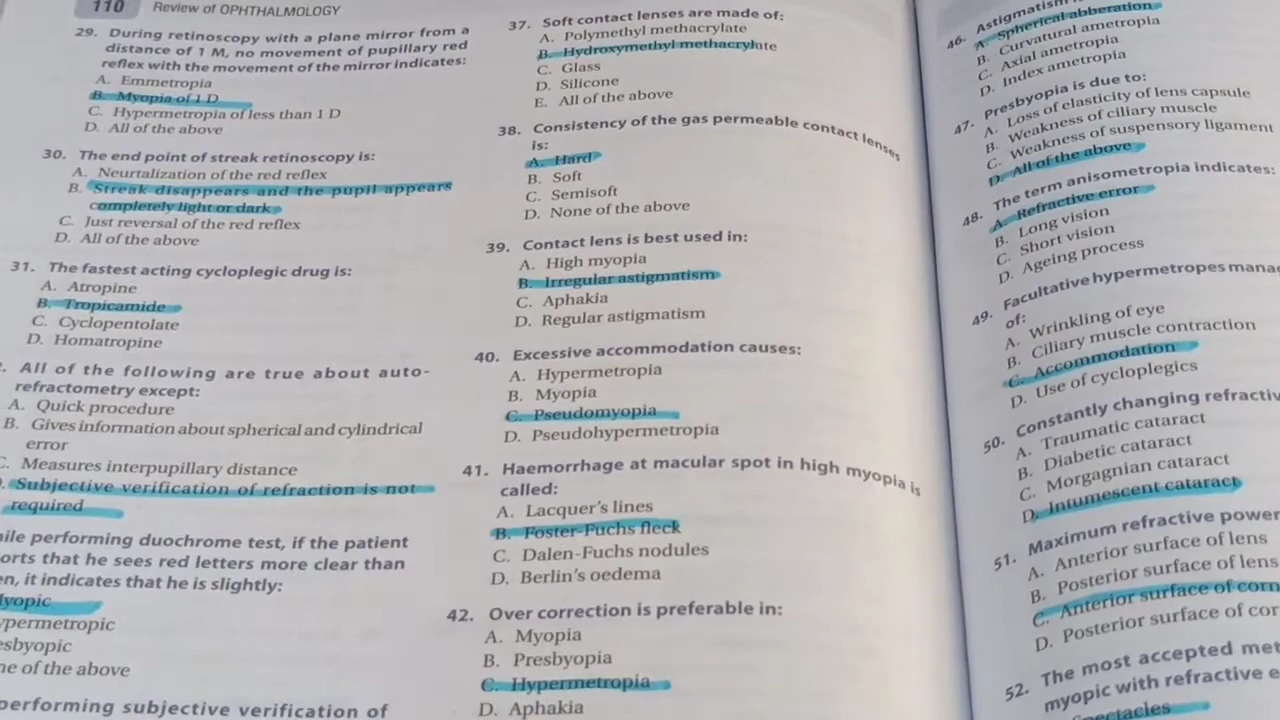 110 Review of OPHTHALMOLOGY
29. During retinoscopy with a plane mirror from a
distance of 1 M, no movement of pupillary red
reflex with the movement of the mirror indicates:
A. Emmetropia
B. Myopia of 1 D
C. Hypermetropia of less than 1 D
D. All of the above
30. The end point of streak retinoscopy is:
A. Neurtalization of the red reflex
B. Streak disappears and the pupil appears
completely light or dark
C. Just reversal of the red reflex
D. All of the above
31. The fastest acting cycloplegic drug is:
A. Atropine
B. Tropicamide
C. Cyclopentolate
D. Homatropine
All of the following are true about auto-
refractometry except:
A. Quick procedure
B. Gives information about spherical and cylindrical
error
C. Measures interpupillary distance
Subjective verification of refraction is not
required
performing duochrome test, if the patient
that he sees red letters more clear than
it indicates that he is slightly:
of the above
performing subjective verification of
37. Soft contact lenses are made of:
A. Polymethyl methacrylate
B. Hydroxymethyl methacrylate
C. Glass
D. Silicone
E. All of the above
38. Consistency of the gas permeable contact lenses
is:
A. Hard
B. Soft
C. Semisoft
D. None of the above
39. Contact lens is best used in:
A. High myopia
B. Irregular astigmatism
C. Aphakia
D. Regular astigmatism
40. Excessive accommodation causes:
A. Hypermetropia
B. Myopia
C. Pseudomyopia
D. Pseudohypermetropia
41. Haemorrhage at macular spot in high myopia is
called:
A. Lacquer's lines
B. Foster-Fuchs fleck
C. Dalen-Fuchs nodules
D. Berlin's oedema
42. Over correction is preferable in:
A. Myopia
B. Presbyopia
C. Hypermetropia
D. Aphakia
46. Astigmatism
A. Spherical abberation
B. Curvatural ametropia
C. Axial ametropia
D. Index ametropia
47. Presbyopia is due to:
A. Loss of elasticity of lens capsule
B. Weakness of ciliary muscle
C. Weakness of suspensory ligament
D. All of the above
48. The term anisometropia indicates:
A. Refractive error
B. Long vision
C. Short vision
D. Ageing process
49. Facultative hypermetropes
of:
A. Wrinkling of eye
B. Ciliary muscle contraction
C. Accommodation
D. Use of cycloplegics
50. Constantly changing
A. Traumatic cataract
B. Diabetic cataract
C. Morgagnian cataract
D. Intumescent cataract
51. Maximum refractive power
A. Anterior surface of lens
B. Posterior surface of lens
C. Anterior surface of
D. Posterior surface of
52. The most accepted
myopic with refractive